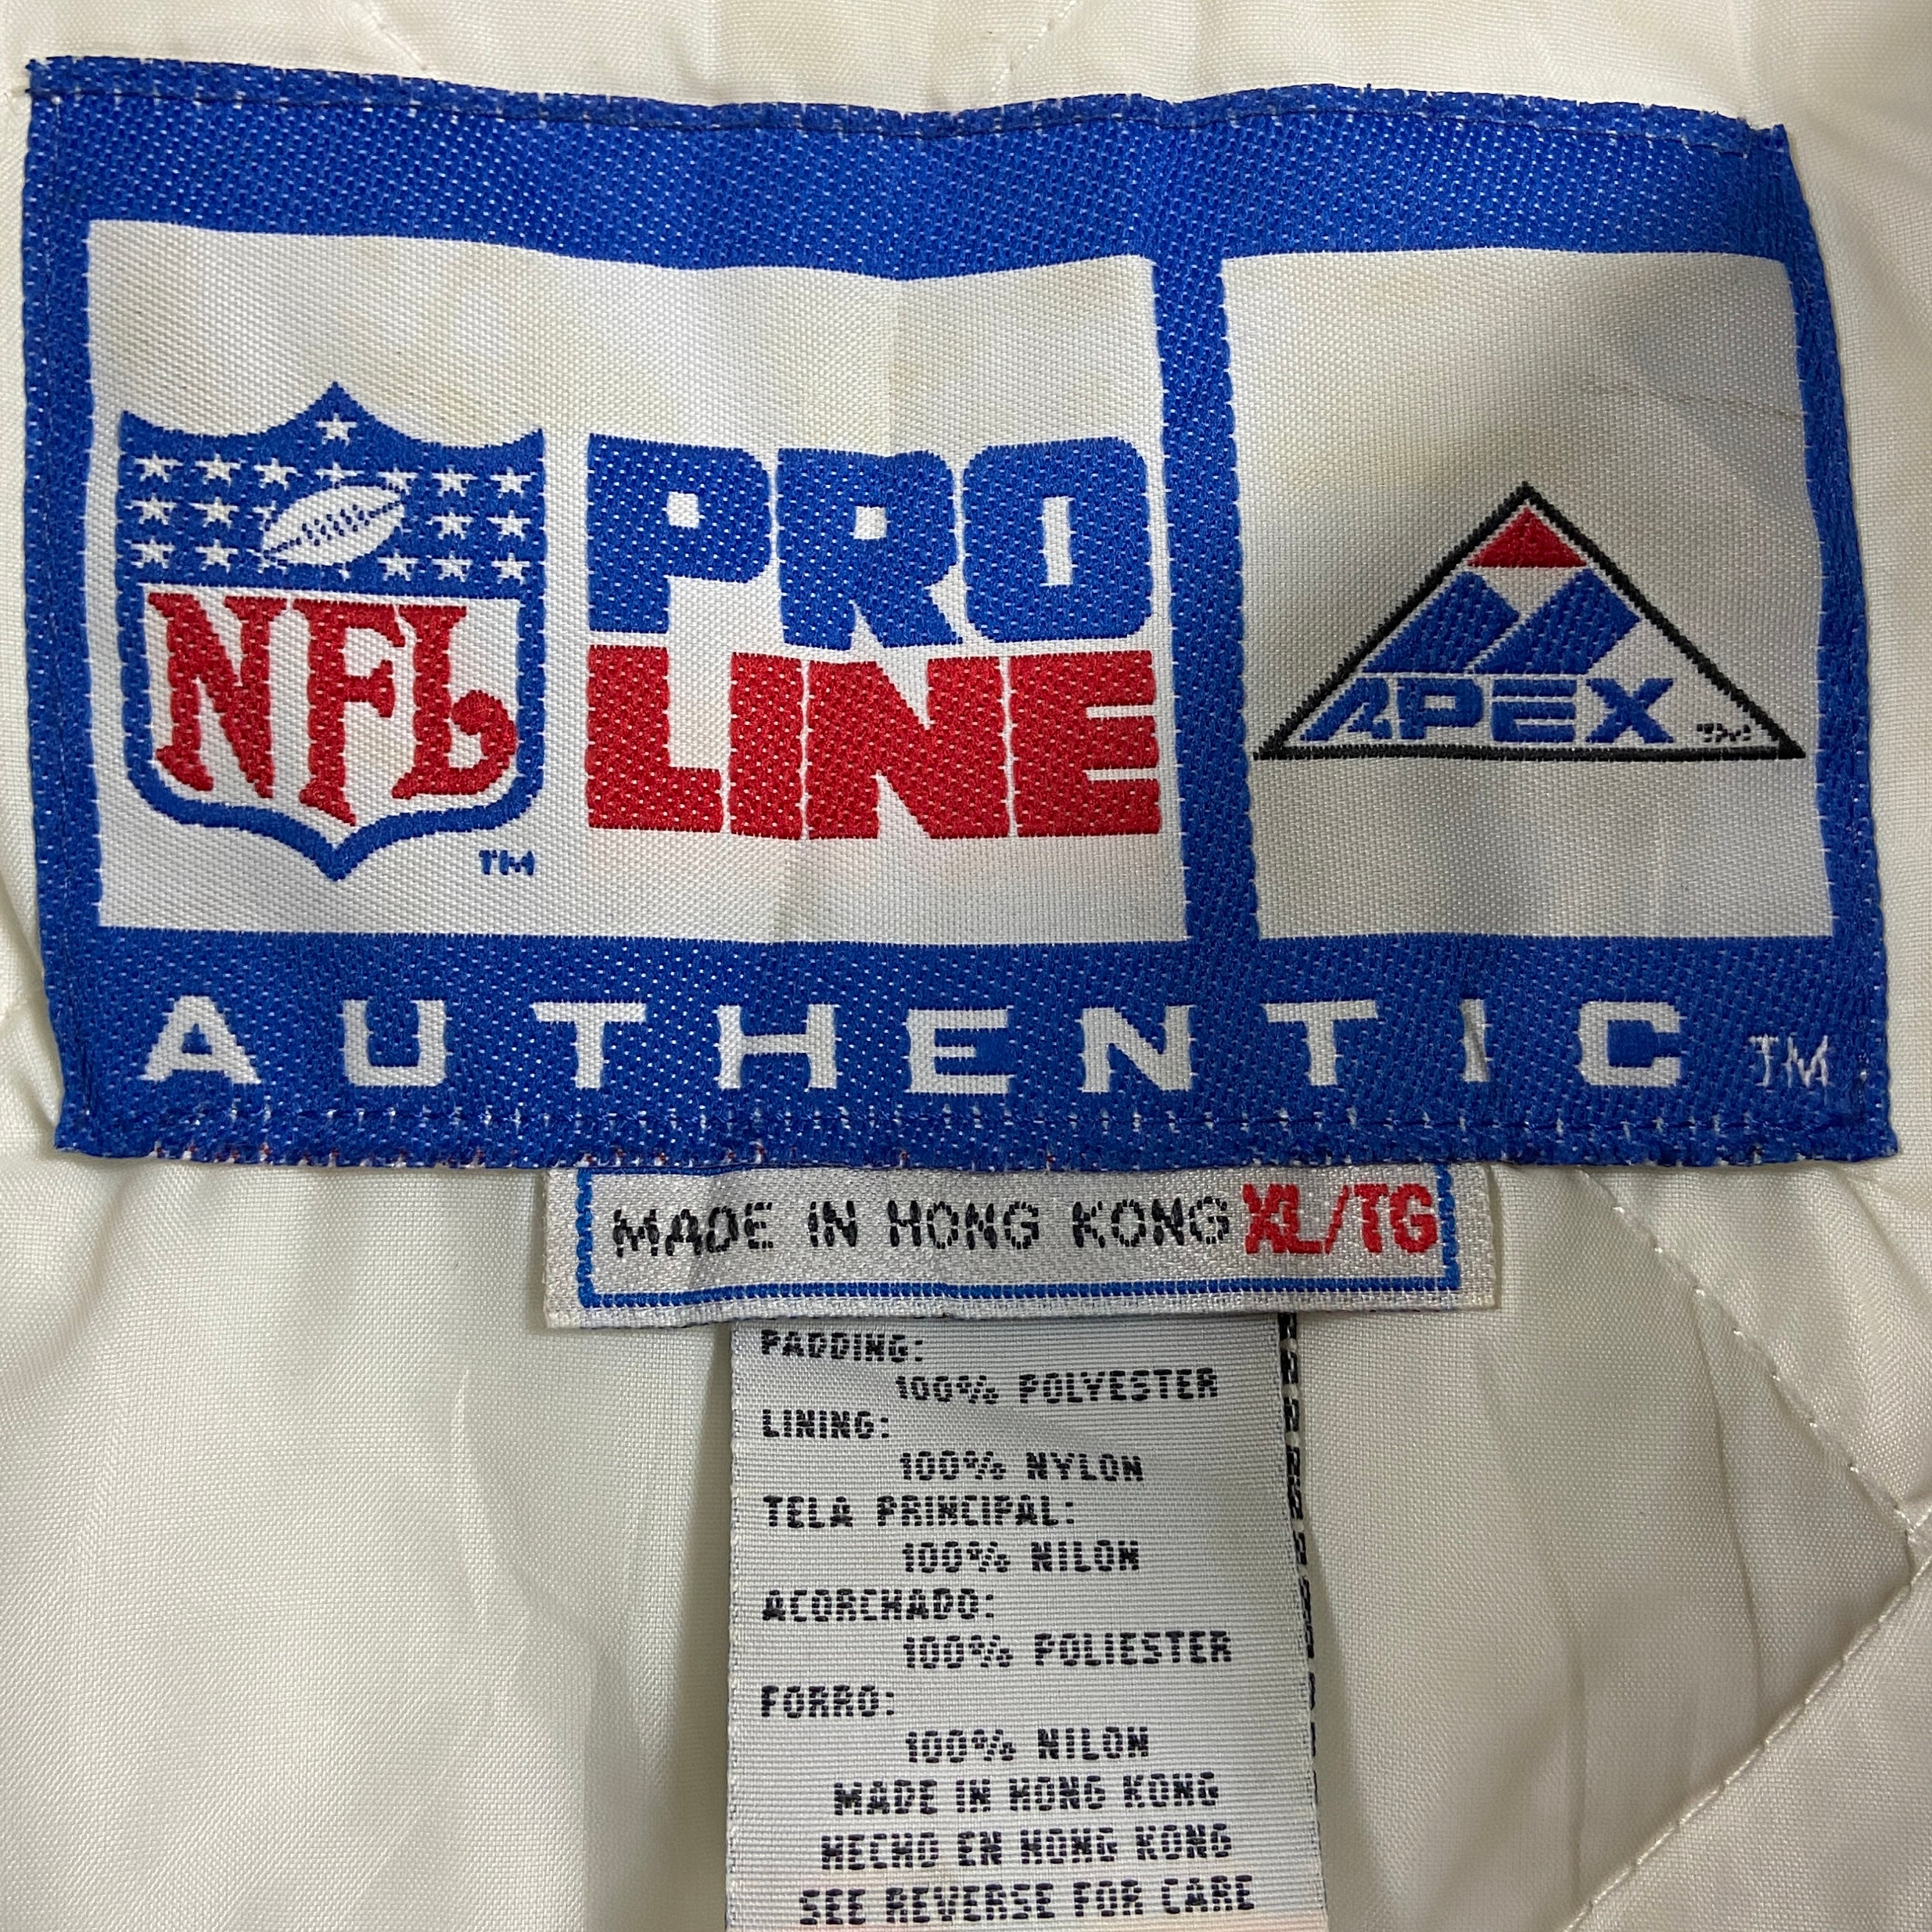 NFL
TM
PRO
LINE
APEX TM
AUTHENTIC TM
MADE IN HONG KONG XL/TG
PADDING:
100% POLYESTER
LINING:
100% NYLON
TELA PRINCIPAL:
100% NILON
ACORCHADO:
100% POLIESTER
FORRO:
100% NILON
MADE IN HONG KONG
HECHO EN HONG KONG
SEE REVERSE FOR CARE